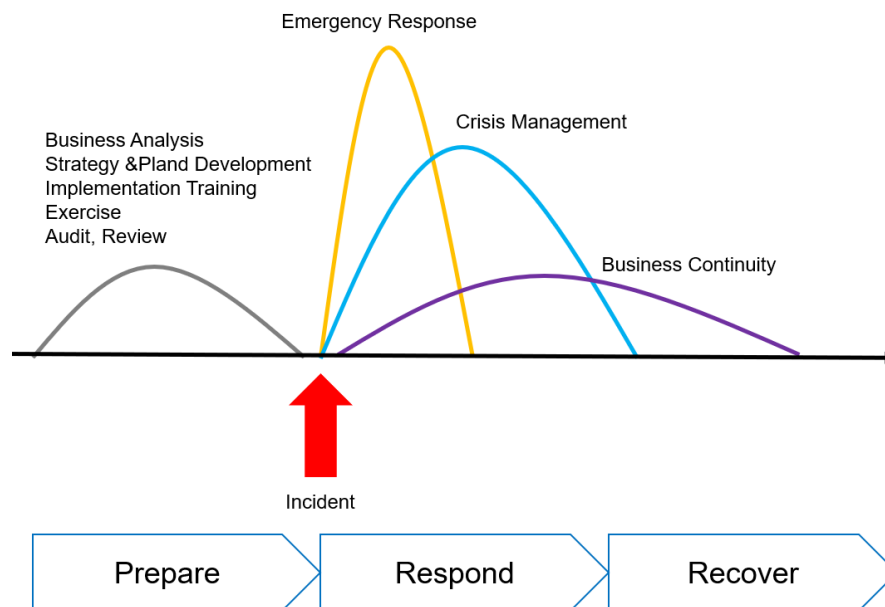 Emergency Response
Crisis Management
Business Analysis
Strategy &Pland Development
Implementation Training
Exercise
Audit, Review
Business Continuity
Incident
Prepare
Respond
Recover